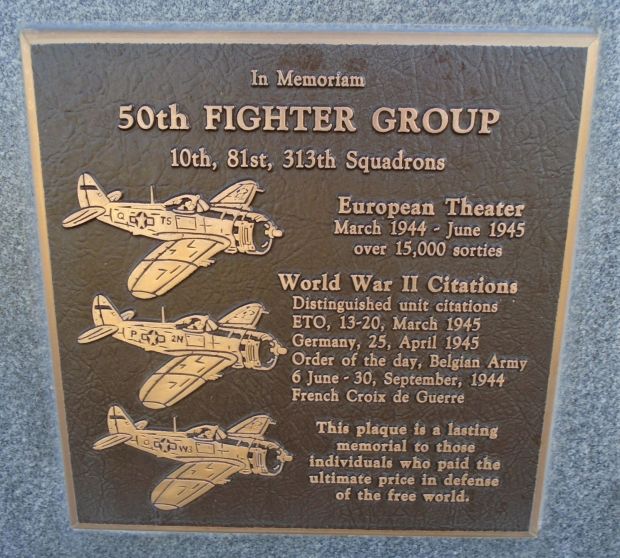 In Memoriam
50th FIGHTER GROUP
10th, 81st, 313th Squadrons
European Theater
March 1944 - June 1945
over 15,000 sorties
World War II Citations
Distinguished unit citations
ETO, 13-20, March 1945
Germany, 25, April 1945
Order of the day, Belgian Army
6 June - 30, September, 1944
French Croix de Guerre
This plaque is a lasting
memorial to those
individuals who paid the
ultimate price in defense
of the free world.
Q T5
P 2N
W3